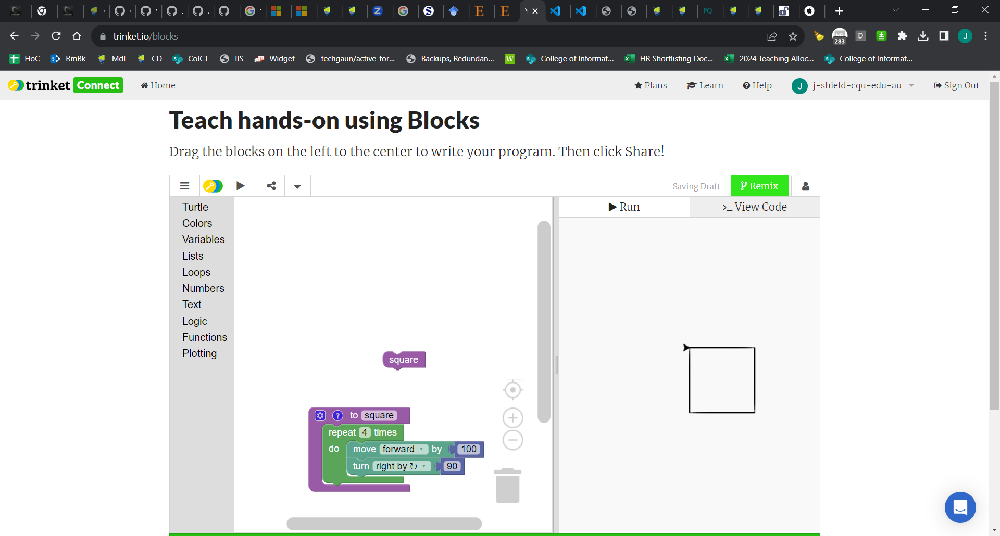 trinket.io/blocks
283
D
J
HoC
RmBk
Mdl
CD
CoICT
IIS
Widget
techgaun/active-for...
Backups, Redundan...
W
College of Informat...
HR Shortlisting Doc...
2024 Teaching Alloc...
College of Informat...
trinket Connect
Home
Plans
Learn
Help
J
j-shield-cqu-edu-au
Sign Out
Teach hands-on using Blocks
Drag the blocks on the left to the center to write your program. Then click Share!
Saving Draft
Remix
Turtle
Colors
Variables
Lists
Loops
Numbers
Text
Logic
Functions
Plotting
Run
>_ View Code
square
? to square
repeat 4 times
do move forward by 100
turn right by ↻ 90